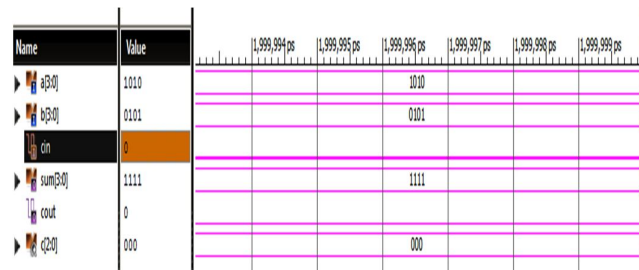 Name Value 1,999,994 ps 1,999,995 ps 1,999,996 ps 1,999,997 ps 1,999,998 ps 1,999,999 ps
a[3:0] 1010 1010
b[3:0] 0101 0101
cin 0
sum[3:0] 1111 1111
cout 0
c[2:0] 000 000